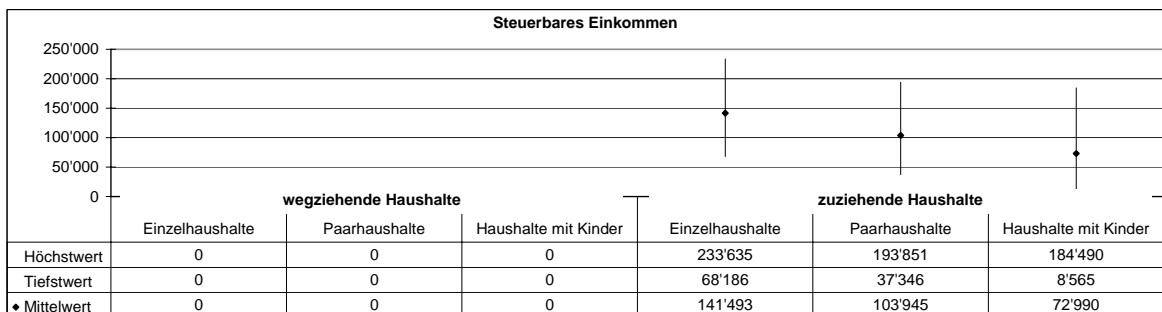 Steuerbares Einkommen
250'000
200'000
150'000
100'000
50'000
0
wegziehende Haushalte zuziehende Haushalte
Einzelhaushalte Paarhaushalte Haushalte mit Kinder Einzelhaushalte Paarhaushalte Haushalte mit Kinder
Höchstwert 0 0 0 233'635 193'851 184'490
Tiefstwert 0 0 0 68'186 37'346 8'565
Mittelwert 0 0 0 141'493 103'945 72'990